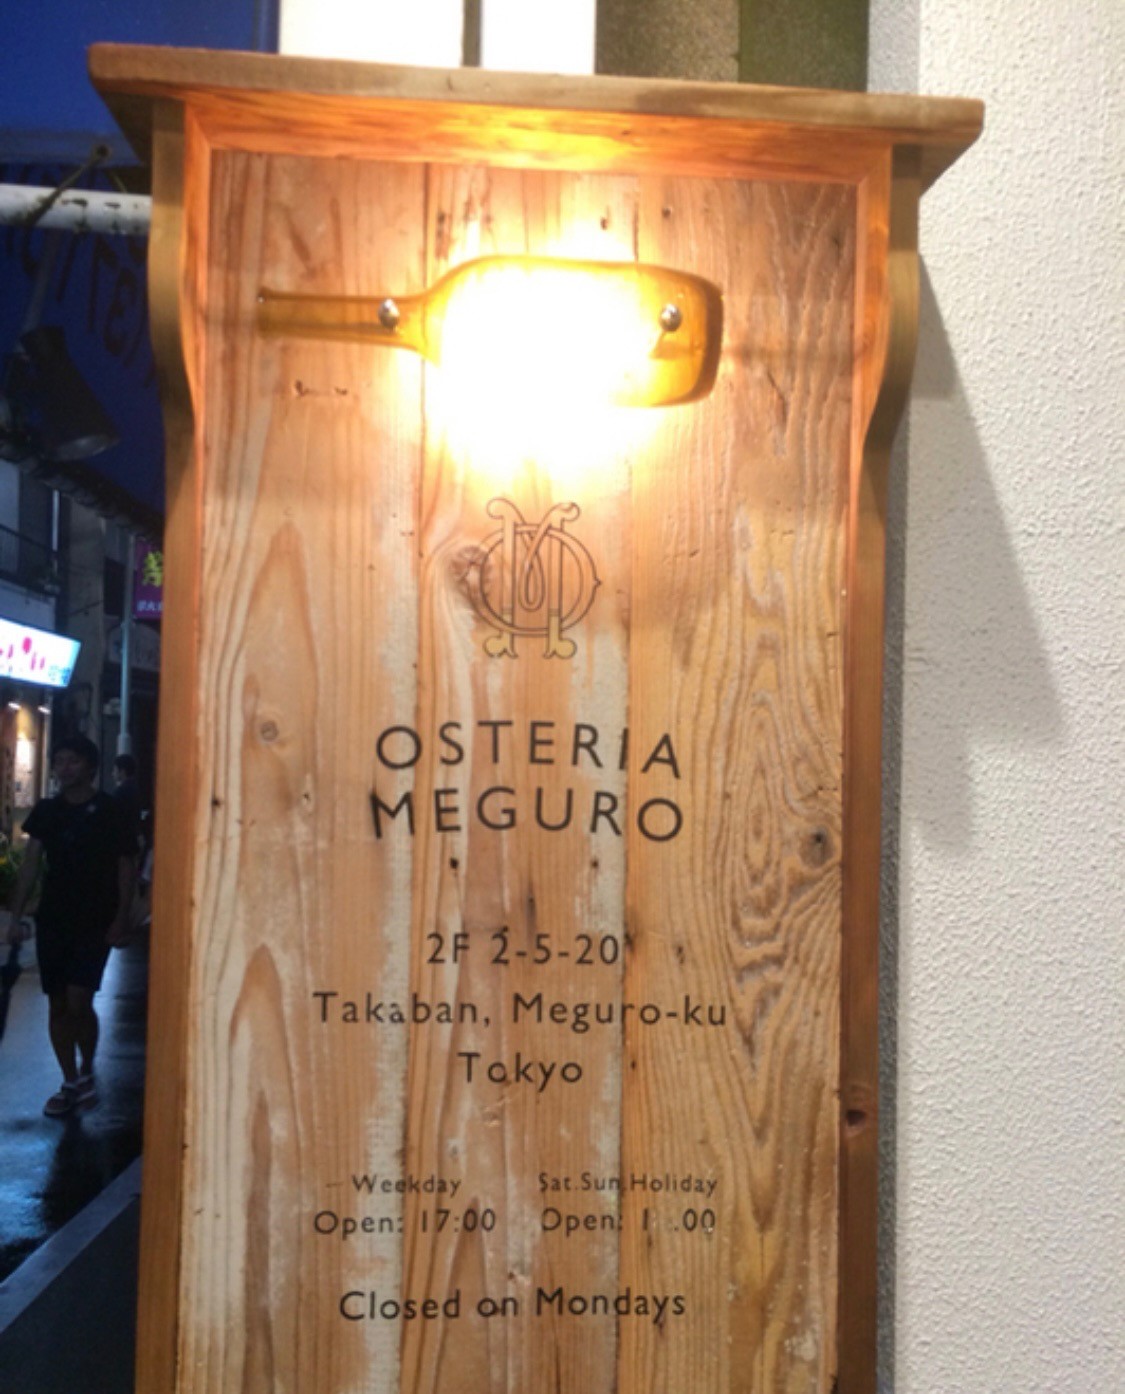 OSTERIA
MEGURO
2F 2-5-20
Takaban, Meguro-ku
Tokyo
Weekday Sat.Sun.Holiday
Open: 17:00 Open:
Closed on Mondays